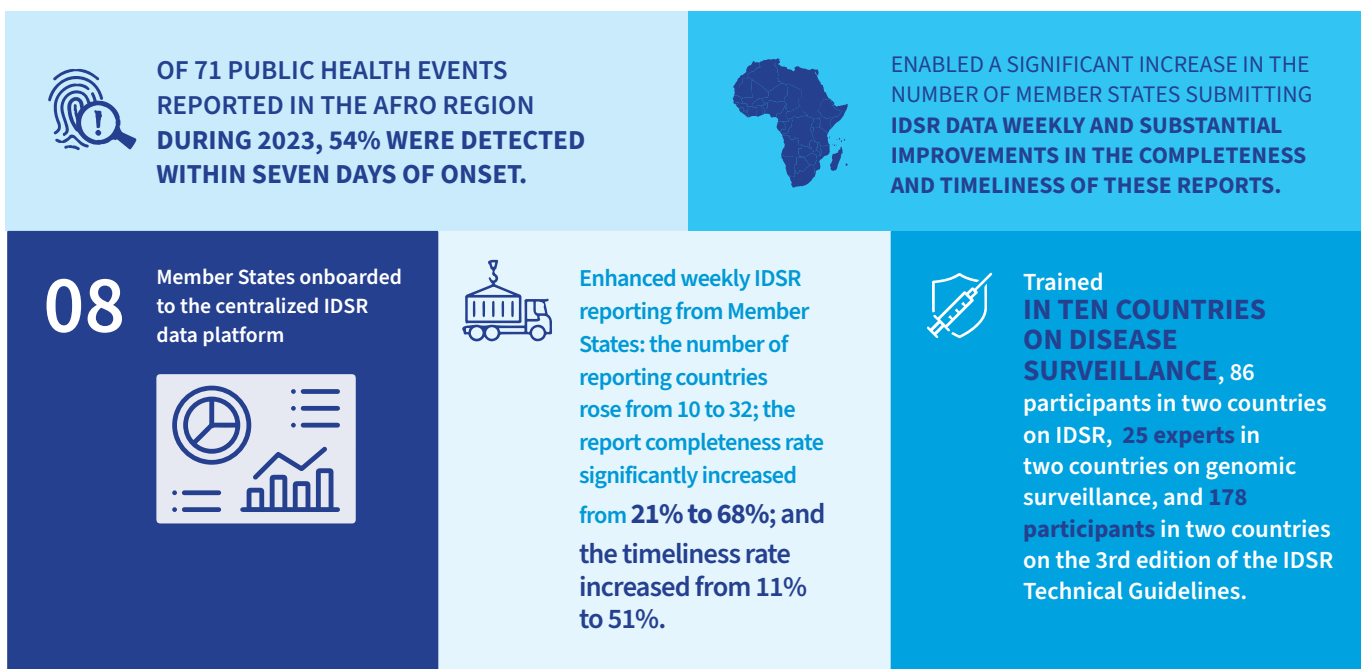 OF 71 PUBLIC HEALTH EVENTS
REPORTED IN THE AFRO REGION
DURING 2023, 54% WERE DETECTED
WITHIN SEVEN DAYS OF ONSET.
ENABLED A SIGNIFICANT INCREASE IN THE
NUMBER OF MEMBER STATES SUBMITTING
IDSR DATA WEEKLY AND SUBSTANTIAL
IMPROVEMENTS IN THE COMPLETENESS
AND TIMELINESS OF THESE REPORTS.
08
Member States onboarded
to the centralized IDSR
data platform
Enhanced weekly IDSR
reporting from Member
States: the number of
reporting countries
rose from 10 to 32; the
report completeness rate
significantly increased
from 21% to 68%; and
the timeliness rate
increased from 11%
to 51%.
Trained
IN TEN COUNTRIES
ON DISEASE
SURVEILLANCE, 86
participants in two countries
on IDSR, 25 experts in
two countries on genomic
surveillance, and 178
participants in two countries
on the 3rd edition of the IDSR
Technical Guidelines.